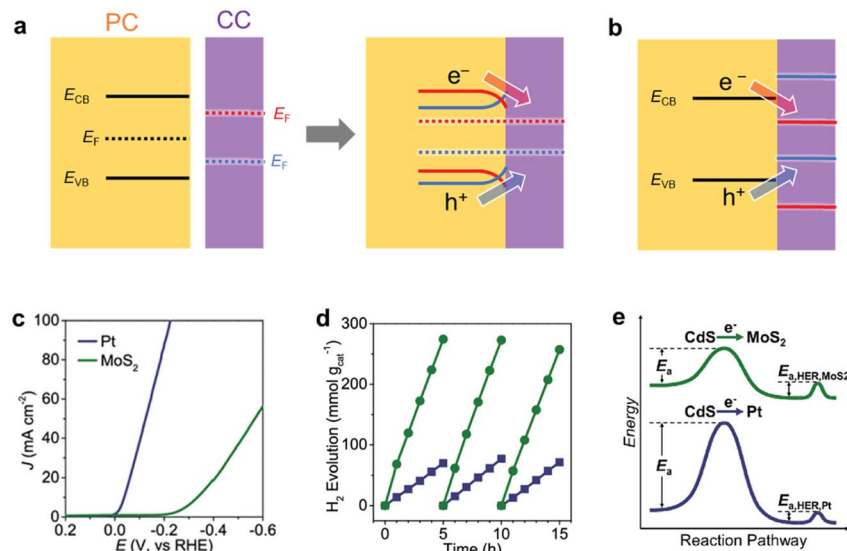 a
PC
CC
E_CB
E_F
E_VB
E_F
E_F
e⁻
h⁺
b
E_CB
E_VB
e⁻
h⁺
c
J (mA cm⁻²)
100
80
60
40
20
0
Pt
MoS₂
0.2
0.0
-0.2
-0.4
-0.6
E (V, vs RHE)
d
H₂ Evolution (mmol g_cat⁻¹)
300
200
100
0
0
5
10
15
Time (h)
e
Energy
CdS e⁻ MoS₂
E_a
E_a,HER,MoS2
CdS e⁻ Pt
E_a
E_a,HER,Pt
Reaction Pathway